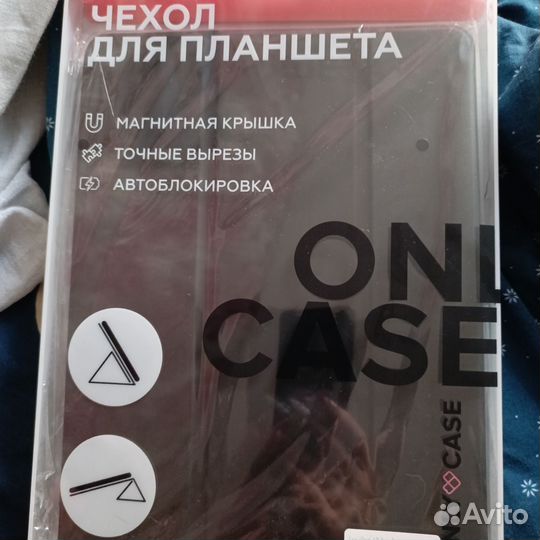 ЧЕХОЛ
ДЛЯ ПЛАНШЕТА
МАГНИТНАЯ КРЫШКА
ТОЧНЫЕ ВЫРЕЗЫ
АВТОБЛОКИРОВКА
ONL
CASE
CASE
Avito